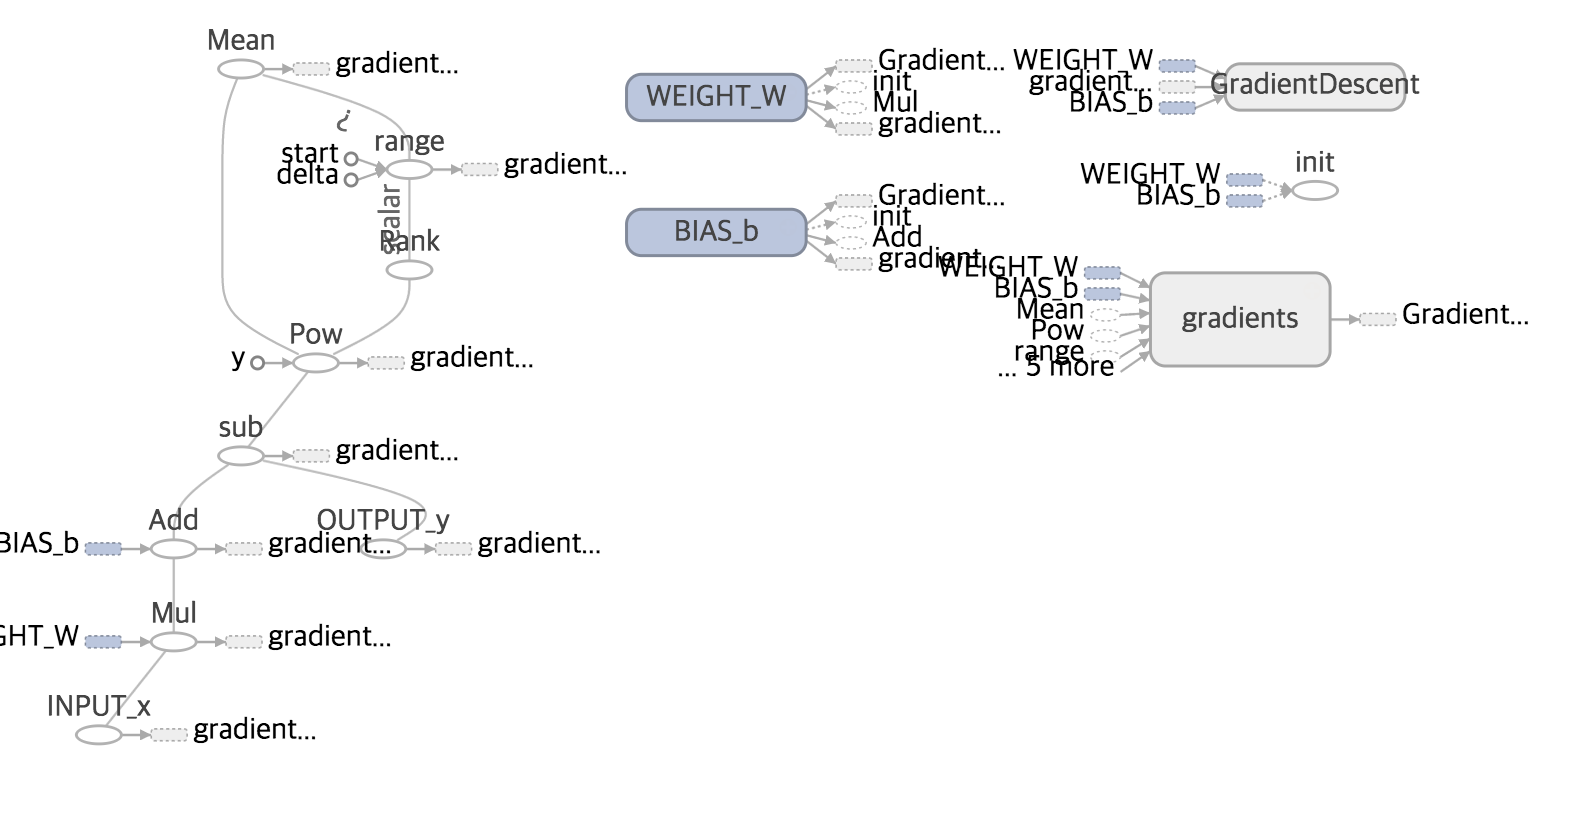 Mean
gradient...
¿
range
start
delta
gradient...
scalar
Rank
Pow
y
gradient...
sub
gradient...
Add
BIAS_b
gradient...
OUTPUT_y
gradient...
Mul
GHT_W
gradient...
INPUT_x
gradient...
WEIGHT_W
Gradient...
init
Mul
gradient...
BIAS_b
Gradient...
init
Add
gradient...
WEIGHT_W
gradient...
BIAS_b
GradientDescent
init
WEIGHT_W
BIAS_b
WEIGHT_W
BIAS_b
Mean
Pow
range
... 5 more
gradients
Gradient...